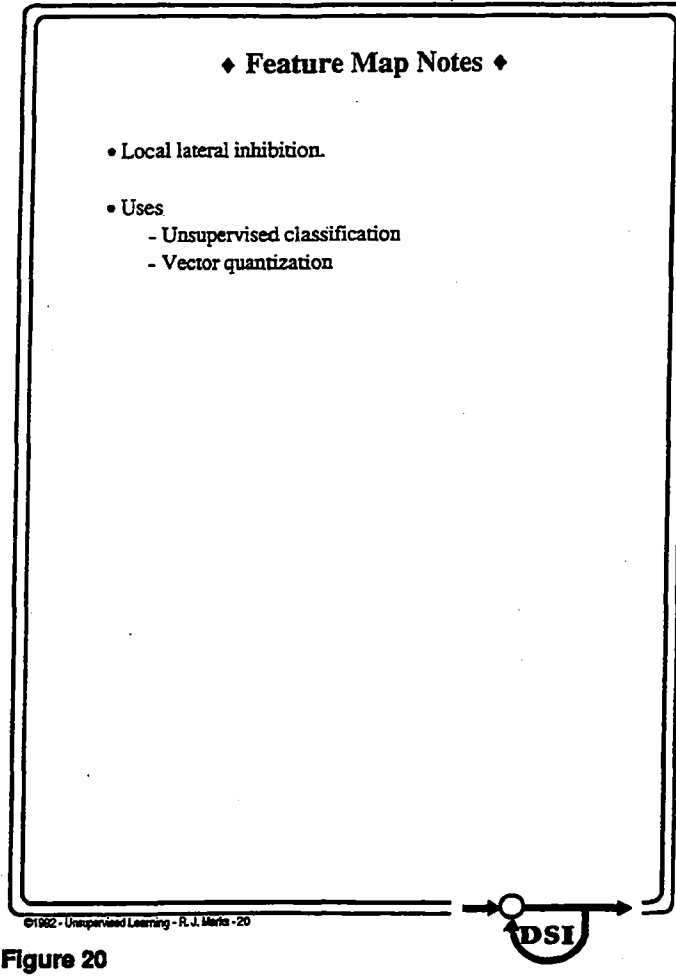 ♦ Feature Map Notes ♦
• Local lateral inhibition.
• Uses
- Unsupervised classification
- Vector quantization
©1992 - Unsupervised Learning - R. J. Marks - 20
DSI
Figure 20